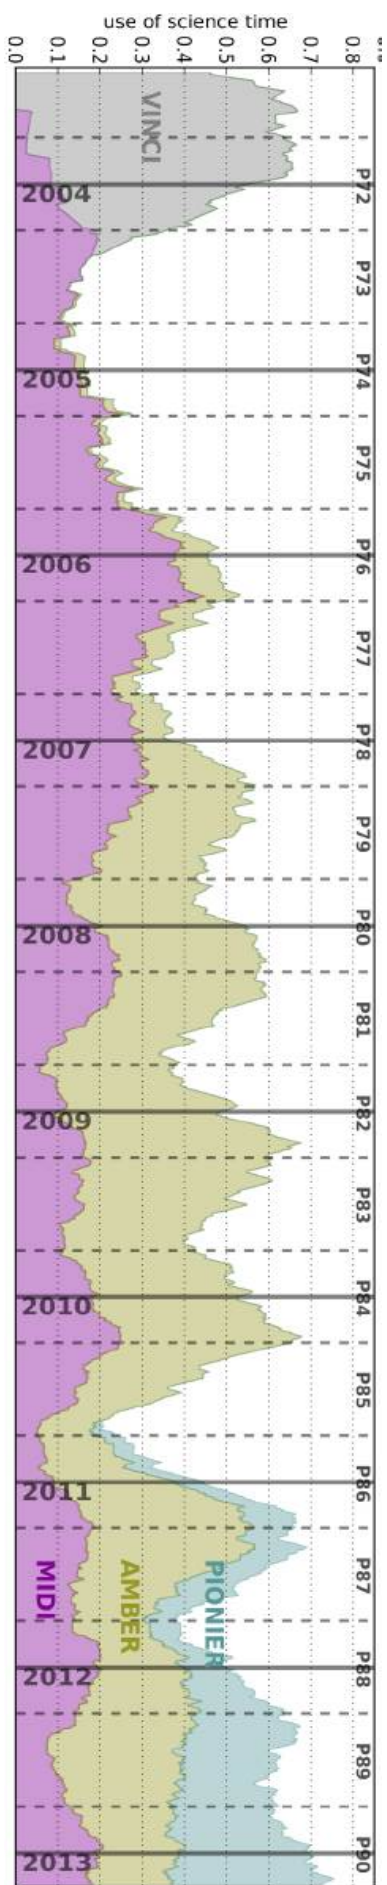 use of science time
0.0 0.1 0.2 0.3 0.4 0.5 0.6 0.7 0.8
VINCI
P72
2004
P73
P74
2005
P75
P76
2006
P77
P78
2007
P79
P80
2008
P81
P82
2009
P83
P84
2010
P85
P86
2011
P87
MIDI
AMBER
PIONIER
P88
2012
P89
P90
2013